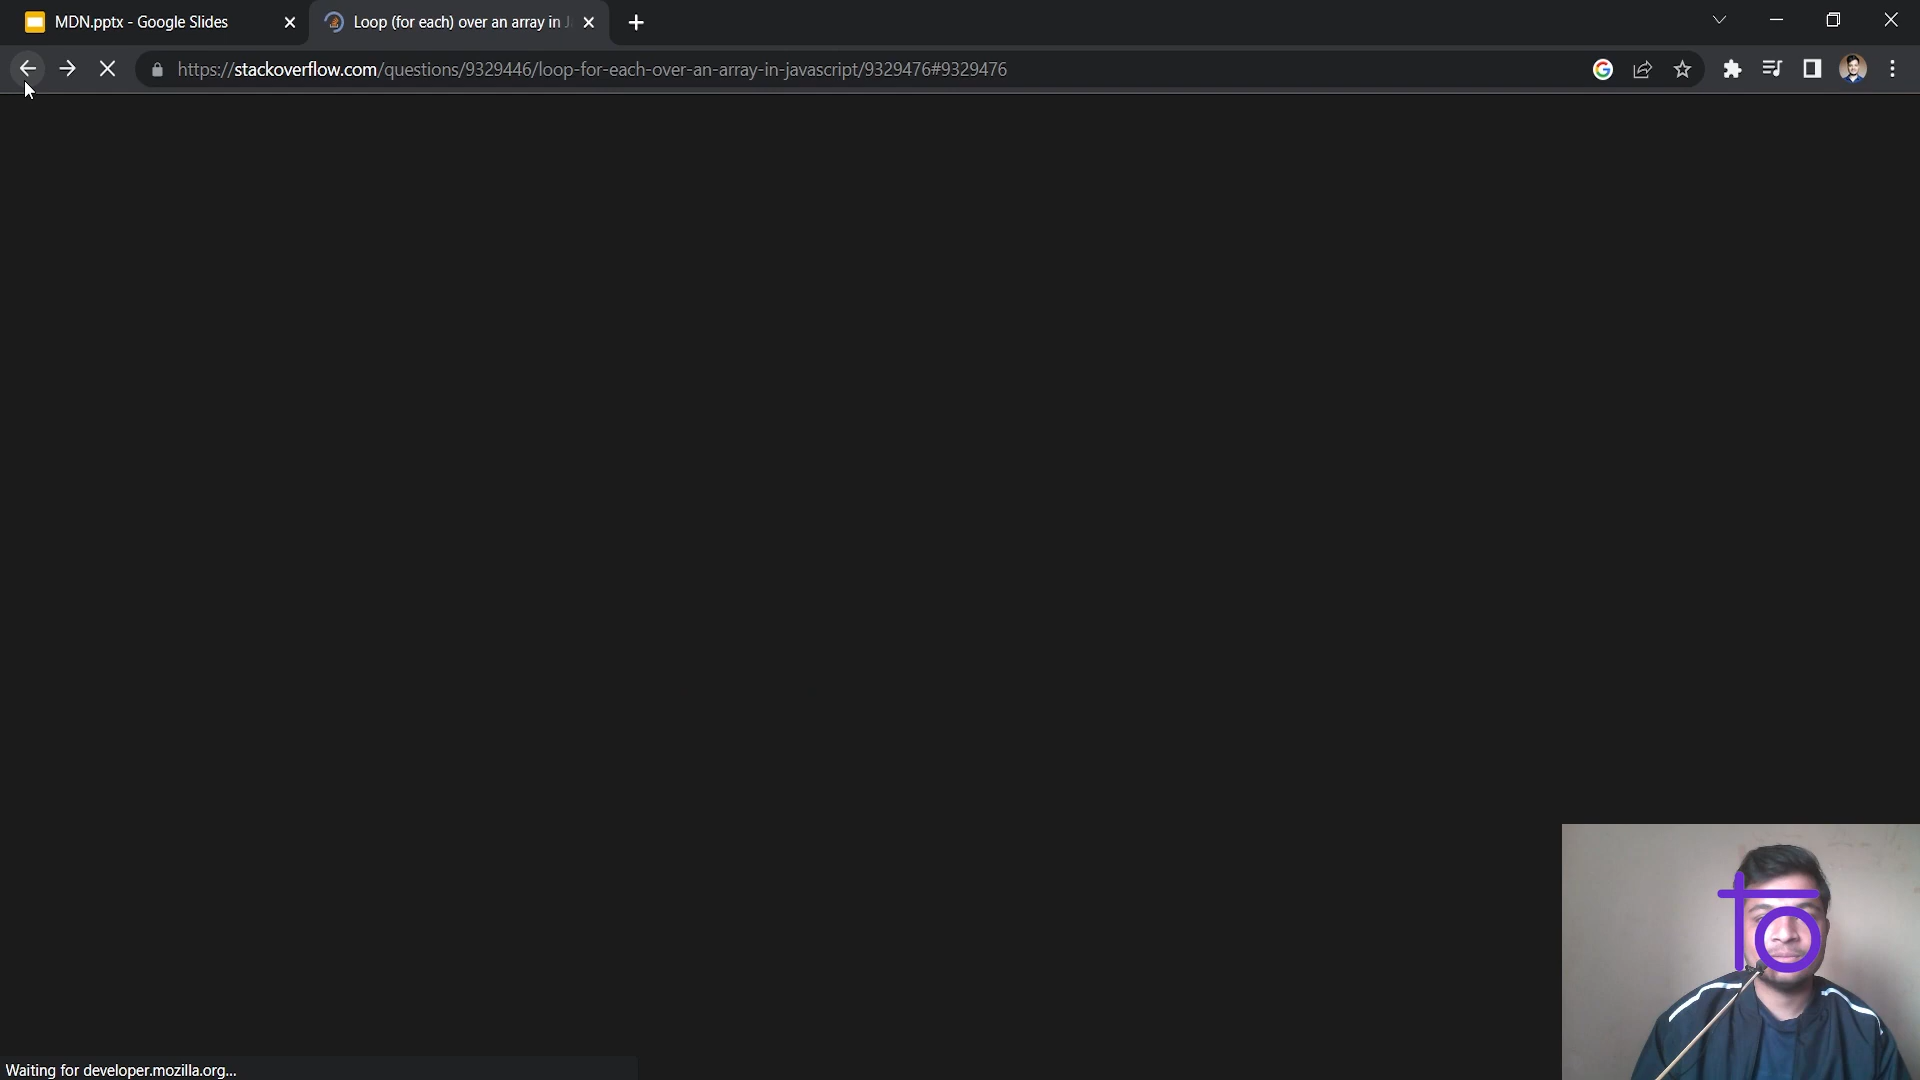 MDN.pptx - Google Slides
Loop (for each) over an array in J
https://stackoverflow.com/questions/9329446/loop-for-each-over-an-array-in-javascript/9329476#9329476
to
Waiting for developer.mozilla.org...